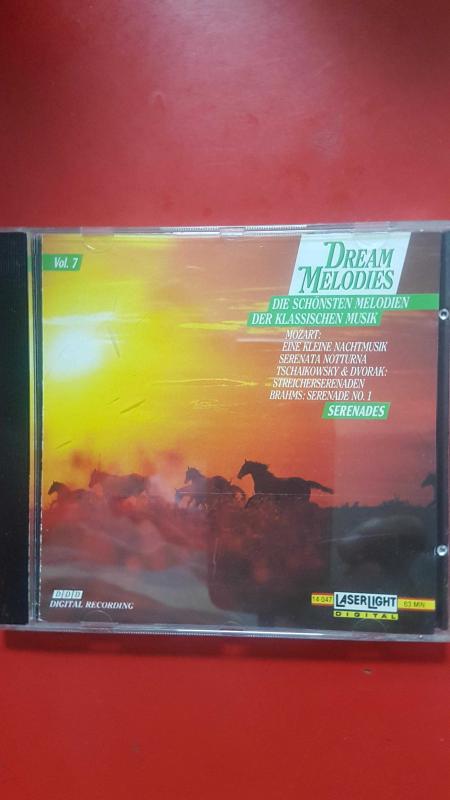 Vol. 7
DREAM
MELODIES
DIE SCHÖNSTEN MELODIEN
DER KLASSISCHEN MUSIK
MOZART:
EINE KLEINE NACHTMUSIK
SERENATA NOTTURNA
TSCHAIKOWSKY & DVORAK:
STREICHERSERENADEN
BRAHMS: SERENADE NO. 1
SERENADES
DDD
DIGITAL RECORDING
14 047
LASERLIGHT
DIGITAL
63 MIN